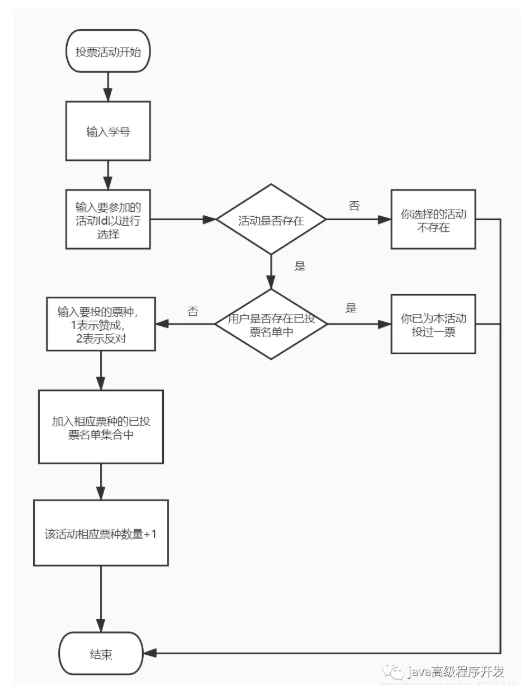 投票活动开始
输入学号
输入要参加的
活动Id以进行
选择
活动是否存在
否
你选择的活动
不存在
是
用户是否存在已投
票名单中
是
你已为本活动
投过一票
否
输入要投的票种，
1表示赞成，
2表示反对
加入相应票种的已投
票名单集合中
该活动相应票种数量+1
结束
java高级程序开发